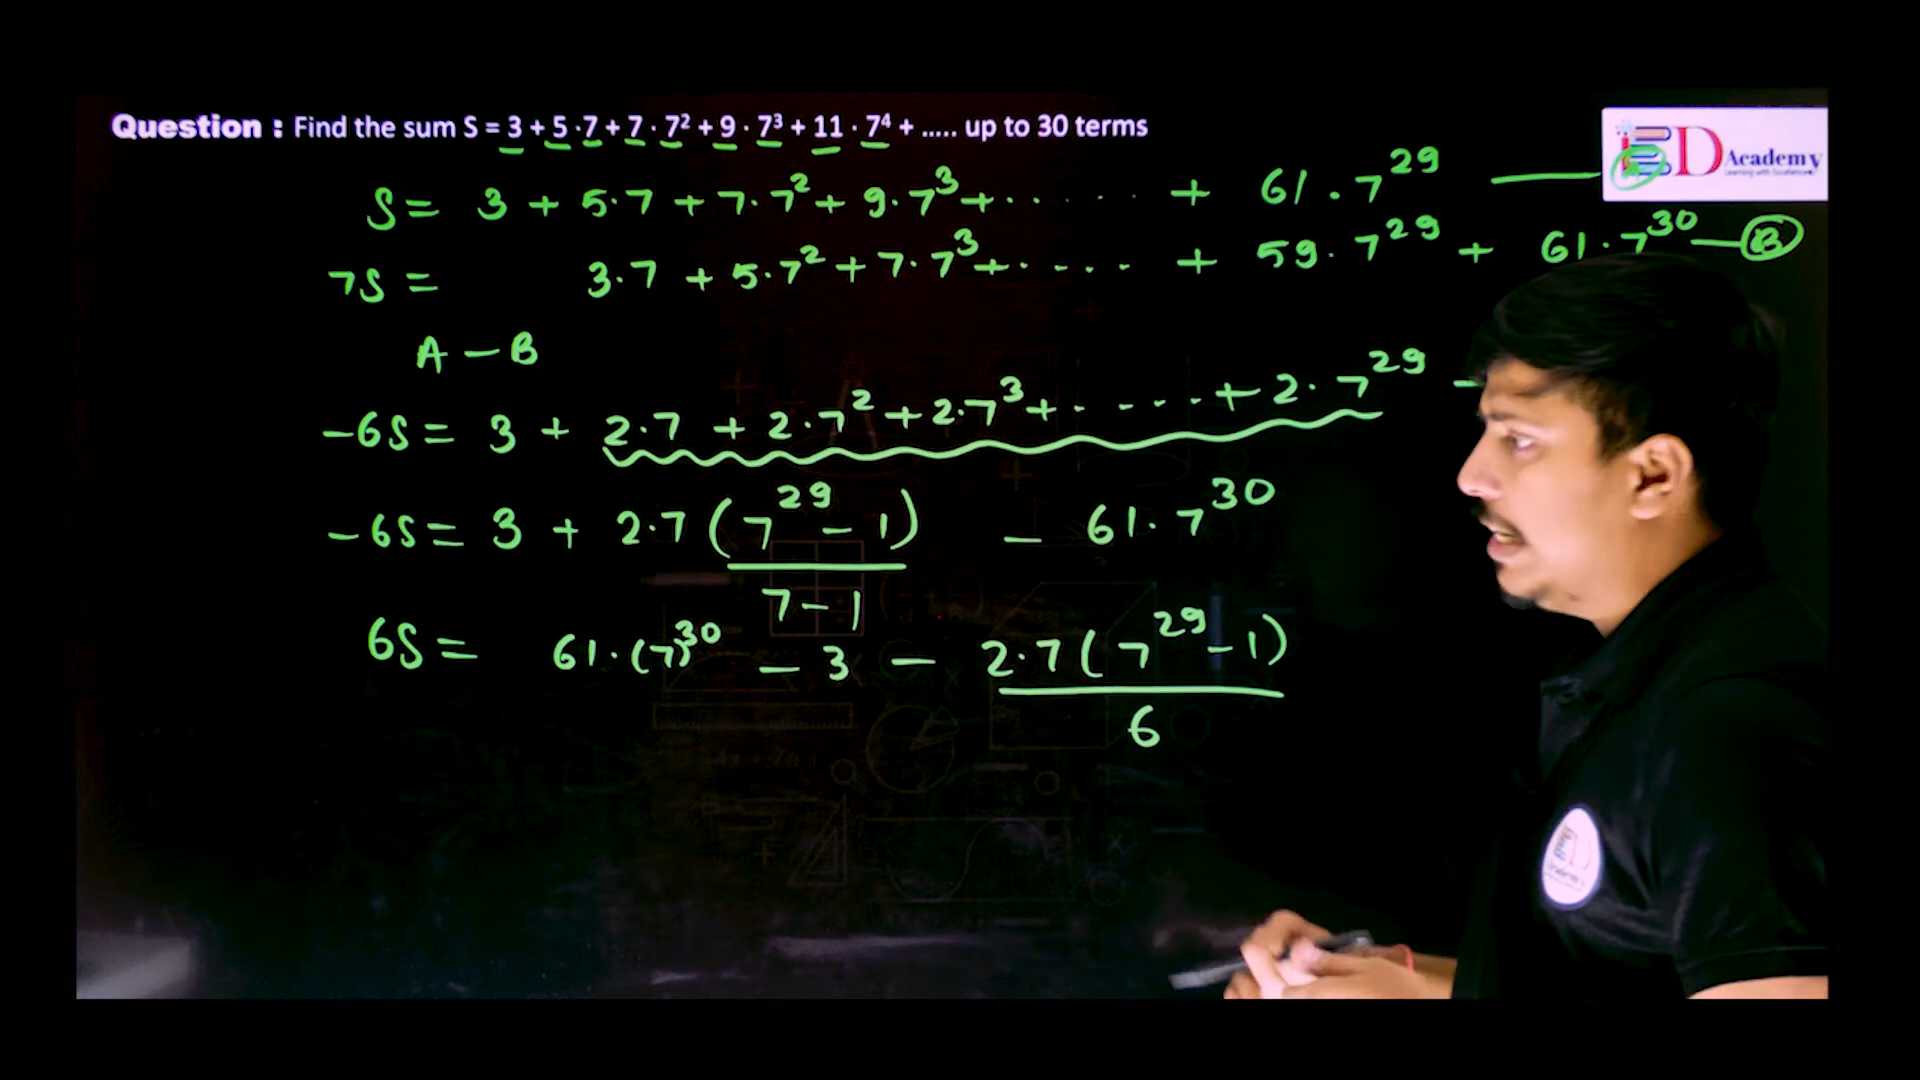 Question : Find the sum S = 3 + 5 · 7 + 7 · 7² + 9 · 7³ + 11 · 7⁴ + ..... up to 30 terms
D Academy
Learning with Excellence
S = 3 + 5·7 + 7·7² + 9·7³ + · · · · · + 61·7²⁹ —
7S = 3·7 + 5·7² + 7·7³ + · · · · + 59·7²⁹ + 61·7³⁰ — B
A – B
-6S = 3 + 2·7 + 2·7² + 2·7³ + · · · · + 2·7²⁹ -
-6S = 3 + 2·7 (7²⁹ - 1) - 61·7³⁰
7 - 1
6S = 61·(7)³⁰ - 3 - 2·7 (7²⁹ - 1)
6